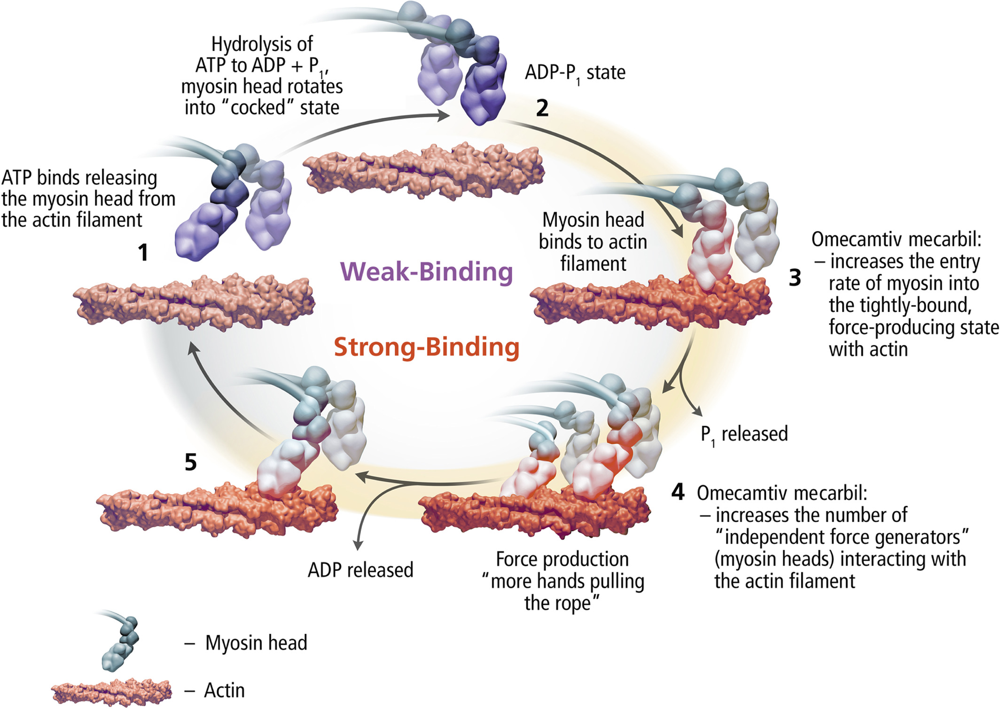 Hydrolysis of
ATP to ADP + P1,
myosin head rotates
into “cocked” state
ADP-P1 state
2
ATP binds releasing
the myosin head from
the actin filament
1
Myosin head
binds to actin
filament
Omecamtiv mecarbil:
– increases the entry
rate of myosin into
the tightly-bound,
force-producing state
with actin
3
Weak-Binding
Strong-Binding
P1 released
4
Omecamtiv mecarbil:
– increases the number of
“independent force generators”
(myosin heads) interacting with
the actin filament
5
ADP released
Force production
“more hands pulling
the rope”
– Myosin head
– Actin